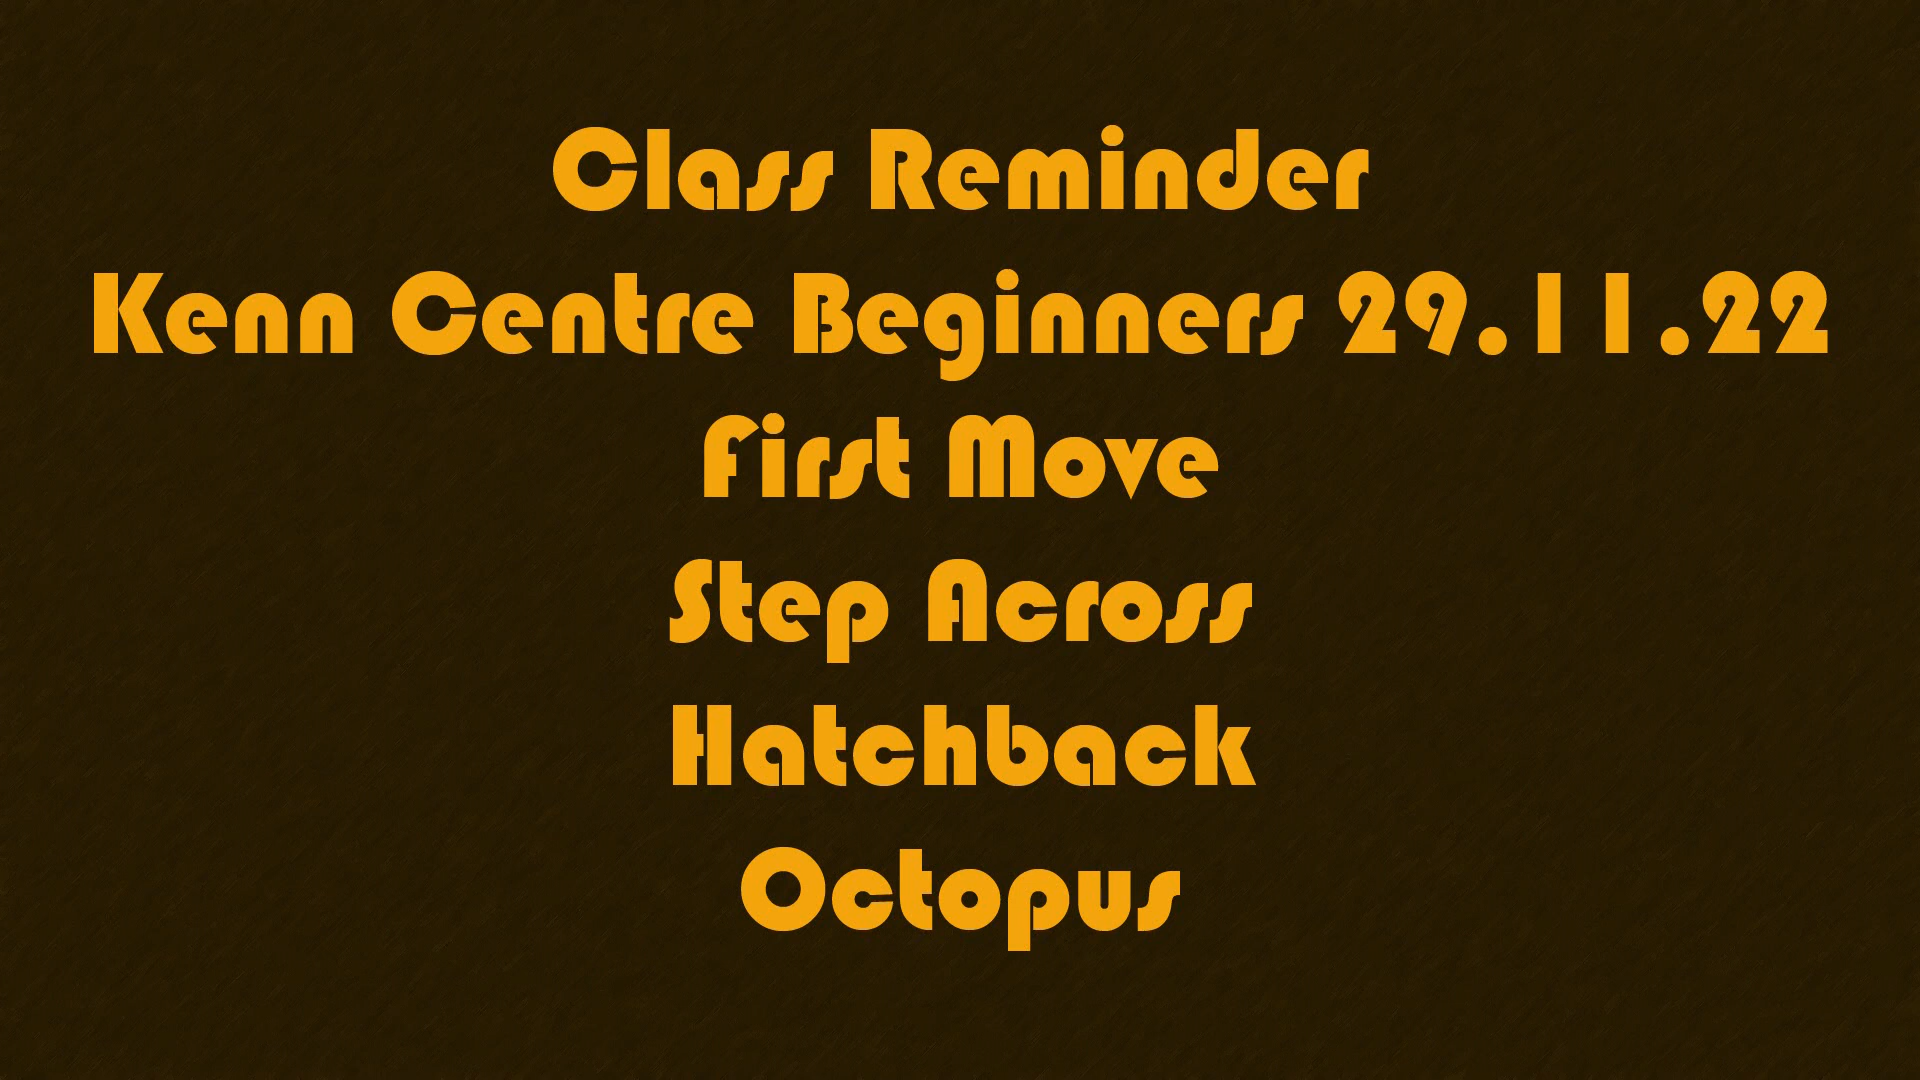 Class Reminder
Kenn Centre Beginners 29.11.22
First Move
Step Across
Hatchback
Octopus